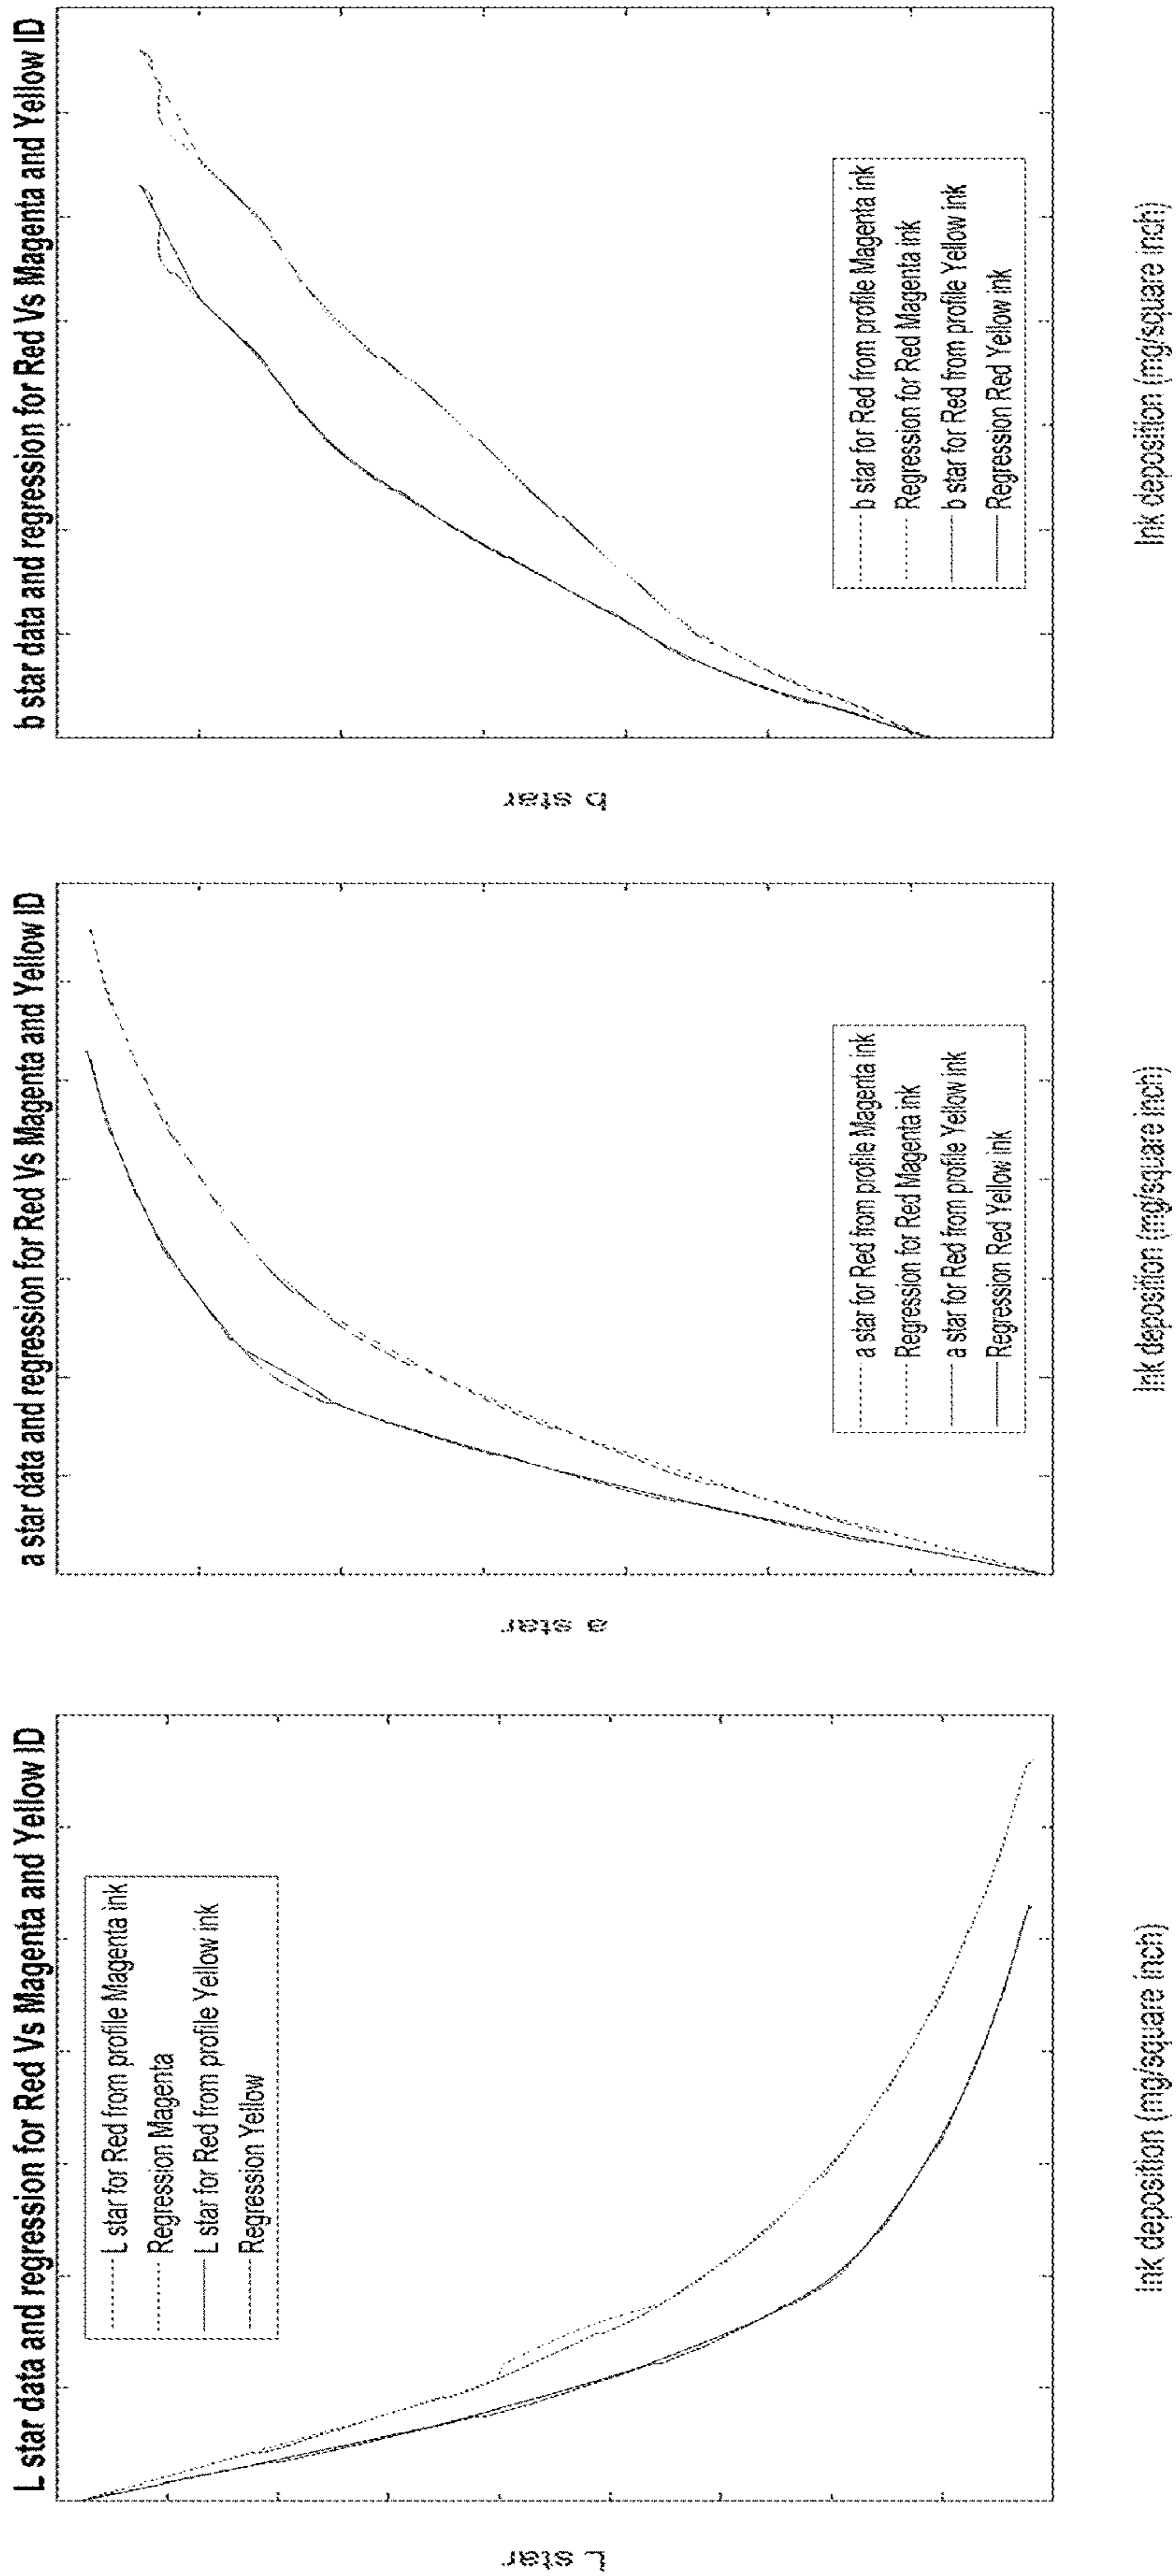 L star data and regression for Red Vs Magenta and Yellow ID
L star for Red from profile Magenta ink
Regression Magenta
L star for Red from profile Yellow ink
Regression Yellow
L star
Ink deposition (mg/square inch)
a star data and regression for Red Vs Magenta and Yellow ID
a star for Red from profile Magenta ink
Regression for Red Magenta ink
a star for Red from profile Yellow ink
Regression Red Yellow ink
a star
Ink deposition (mg/square inch)
b star data and regression for Red Vs Magenta and Yellow ID
b star for Red from profile Magenta ink
Regression for Red Magenta ink
b star for Red from profile Yellow ink
Regression Red Yellow ink
b star
Ink deposition (mg/square inch)